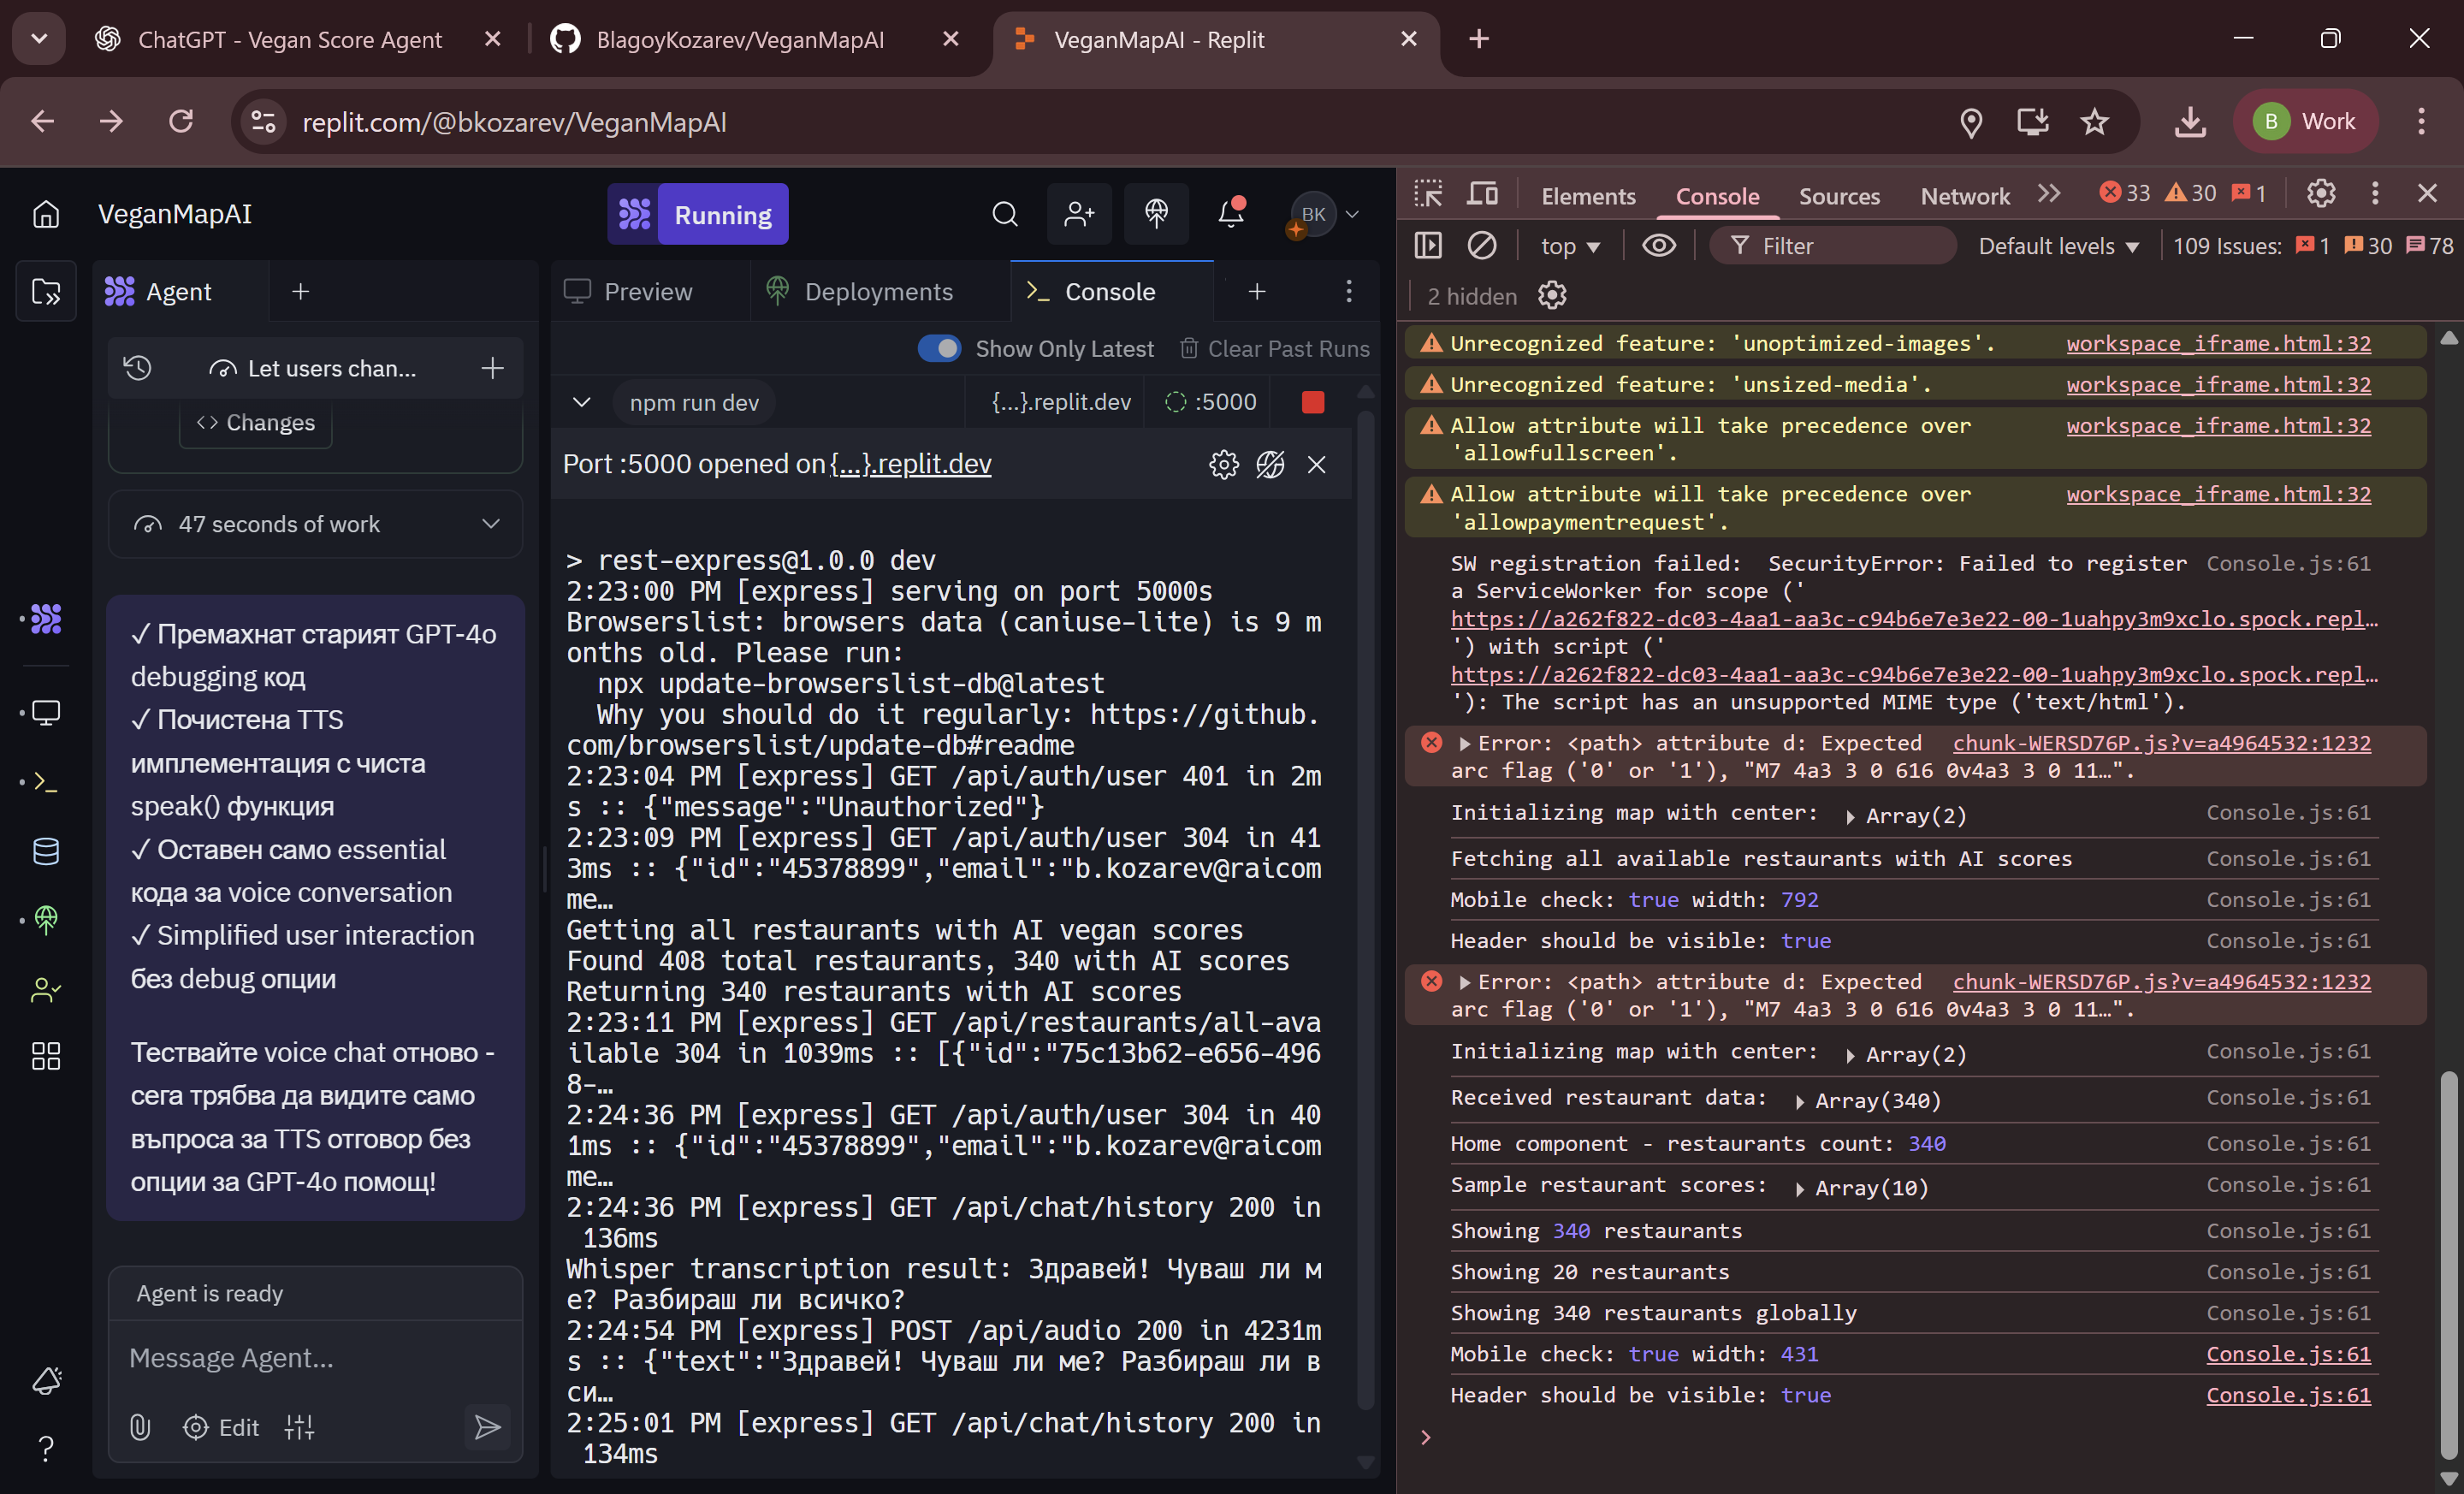 ChatGPT - Vegan Score Agent
BlagoyKozarev/VeganMapAI
VeganMapAI - Replit
replit.com/@bkozarev/VeganMapAI
B
Work
VeganMapAI
Running
BK
Agent
Let users chan...
<> Changes
47 seconds of work
✓ Премахнат старият GPT-4o
debugging код
✓ Почистена TTS
имплементация с чиста
speak() функция
✓ Оставен само essential
кода за voice conversation
✓ Simplified user interaction
без debug опции
Тествайте voice chat отново -
сега трябва да видите само
въпроса за TTS отговор без
опции за GPT-4o помощ!
Agent is ready
Message Agent...
Edit
Preview
Deployments
Console
Show Only Latest
Clear Past Runs
npm run dev
{...}.replit.dev
:5000
Port :5000 opened on {...}.replit.dev
> rest-express@1.0.0 dev
2:23:00 PM [express] serving on port 5000s
Browserslist: browsers data (caniuse-lite) is 9 m
onths old. Please run:
npx update-browserslist-db@latest
Why you should do it regularly: https://github.
com/browserslist/update-db#readme
2:23:04 PM [express] GET /api/auth/user 401 in 2m
s :: {"message":"Unauthorized"}
2:23:09 PM [express] GET /api/auth/user 304 in 41
3ms :: {"id":"45378899","email":"b.kozarev@raicom
me…
Getting all restaurants with AI vegan scores
Found 408 total restaurants, 340 with AI scores
Returning 340 restaurants with AI scores
2:23:11 PM [express] GET /api/restaurants/all-ava
ilable 304 in 1039ms :: [{"id":"75c13b62-e656-496
8-…
2:24:36 PM [express] GET /api/auth/user 304 in 40
1ms :: {"id":"45378899","email":"b.kozarev@raicom
me…
2:24:36 PM [express] GET /api/chat/history 200 in
136ms
Whisper transcription result: Здравей! Чуваш ли м
е? Разбираш ли всичко?
2:24:54 PM [express] POST /api/audio 200 in 4231m
s :: {"text":"Здравей! Чуваш ли ме? Разбираш ли в
си…
2:25:01 PM [express] GET /api/chat/history 200 in
134ms
Elements
Console
Sources
Network
33
30
1
top
Filter
Default levels
109 Issues:
1
30
78
2 hidden
Unrecognized feature: 'unoptimized-images'. workspace_iframe.html:32
Unrecognized feature: 'unsized-media'. workspace_iframe.html:32
Allow attribute will take precedence over workspace_iframe.html:32
'allowfullscreen'.
Allow attribute will take precedence over workspace_iframe.html:32
'allowpaymentrequest'.
SW registration failed: SecurityError: Failed to register Console.js:61
a ServiceWorker for scope ('
https://a262f822-dc03-4aa1-aa3c-c94b6e7e3e22-00-1uahpy3m9xclo.spock.repl…
') with script ('
https://a262f822-dc03-4aa1-aa3c-c94b6e7e3e22-00-1uahpy3m9xclo.spock.repl…
'): The script has an unsupported MIME type ('text/html').
Error: <path> attribute d: Expected chunk-WERSD76P.js?v=a4964532:1232
arc flag ('0' or '1'), "M7 4a3 3 0 616 0v4a3 3 0 11…".
Initializing map with center: Array(2) Console.js:61
Fetching all available restaurants with AI scores Console.js:61
Mobile check: true width: 792 Console.js:61
Header should be visible: true Console.js:61
Error: <path> attribute d: Expected chunk-WERSD76P.js?v=a4964532:1232
arc flag ('0' or '1'), "M7 4a3 3 0 616 0v4a3 3 0 11…".
Initializing map with center: Array(2) Console.js:61
Received restaurant data: Array(340) Console.js:61
Home component - restaurants count: 340 Console.js:61
Sample restaurant scores: Array(10) Console.js:61
Showing 340 restaurants Console.js:61
Showing 20 restaurants Console.js:61
Showing 340 restaurants globally Console.js:61
Mobile check: true width: 431 Console.js:61
Header should be visible: true Console.js:61